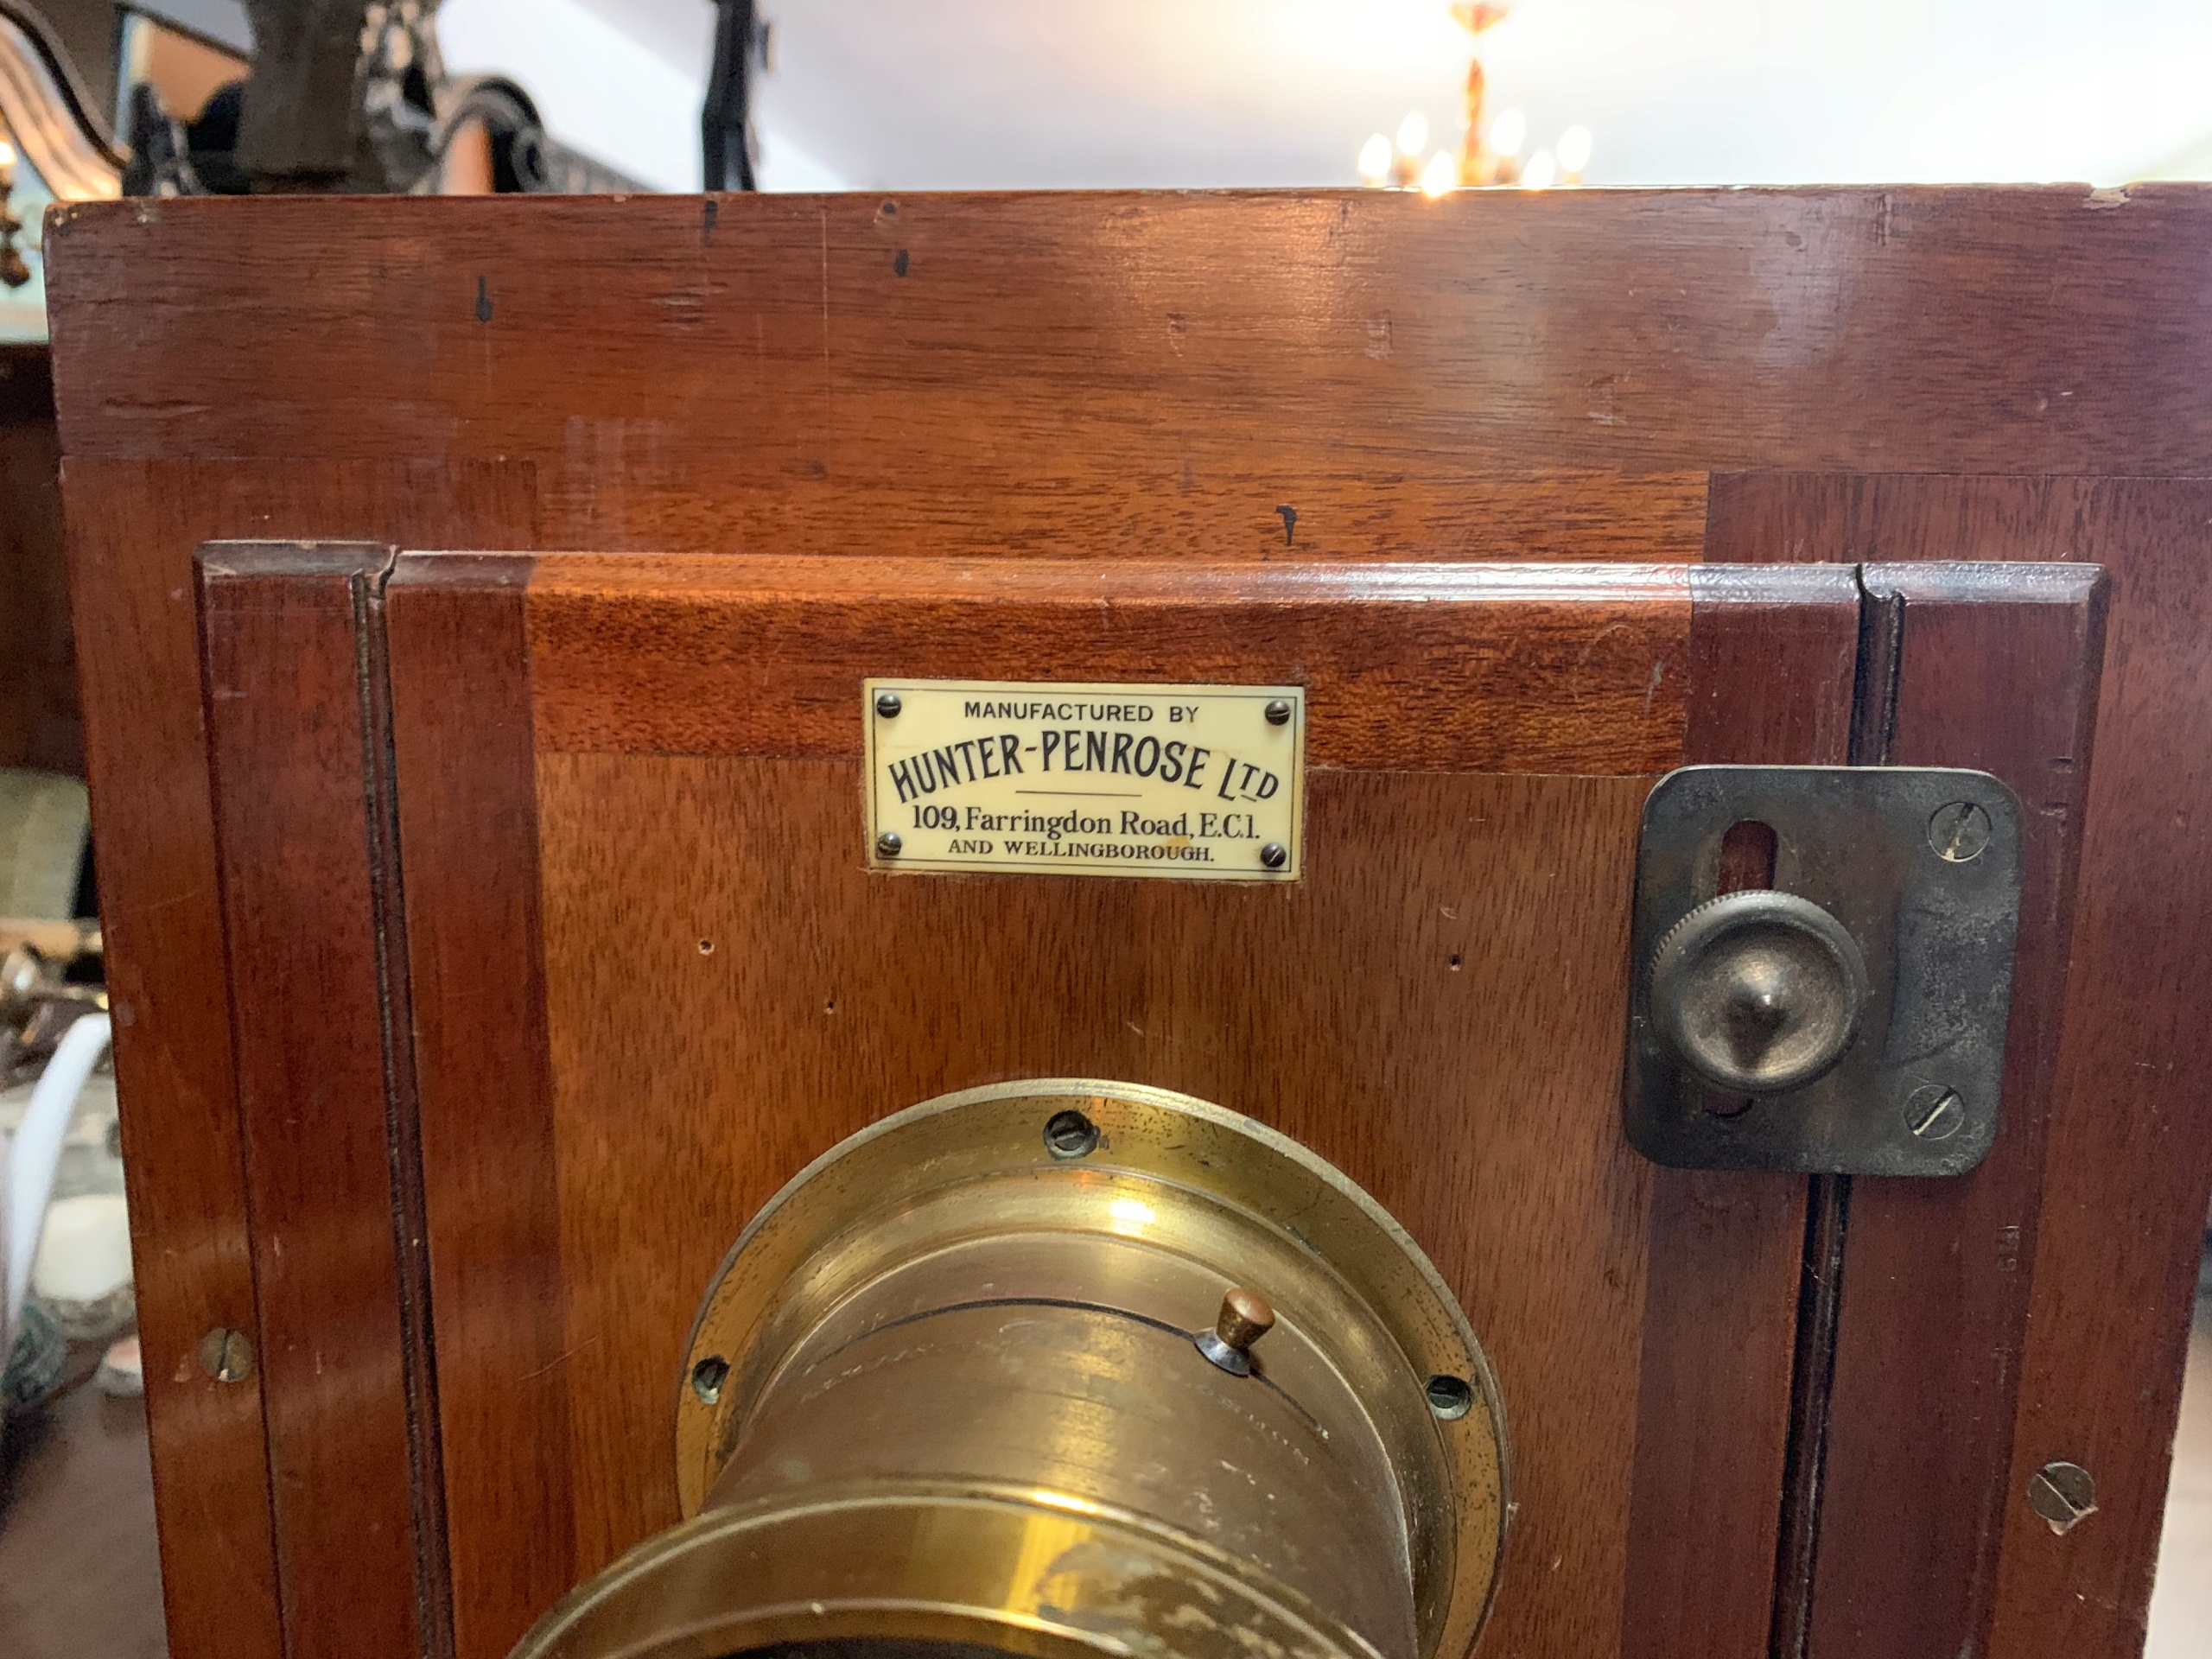 MANUFACTURED BY
HUNTER-PENROSE LTD
109, Farringdon Road, E.C.1.
AND WELLINGBOROUGH.